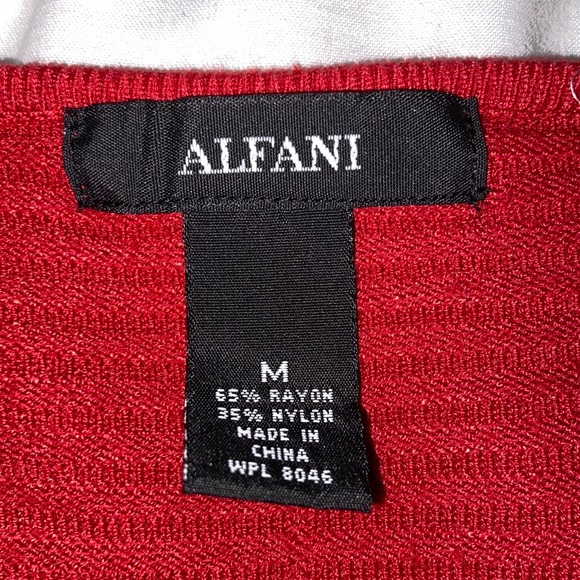 ALFANI
M
65% RAYON
35% NYLON
MADE IN
CHINA
WPL 8046